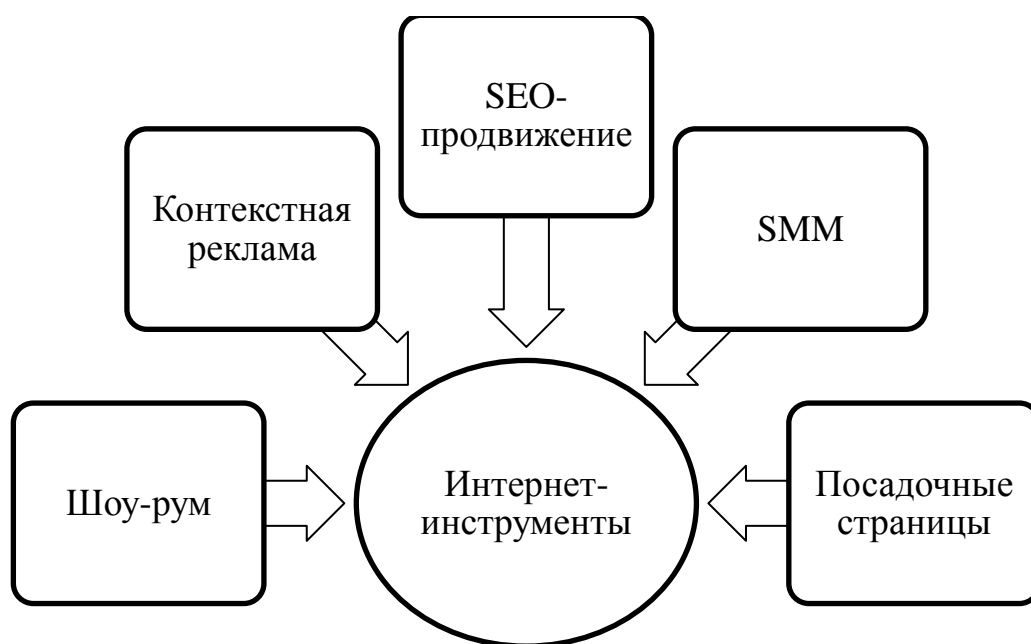 SEO-
продвижение
Контекстная
реклама
SMM
Шоу-рум
Интернет-
инструменты
Посадочные
страницы